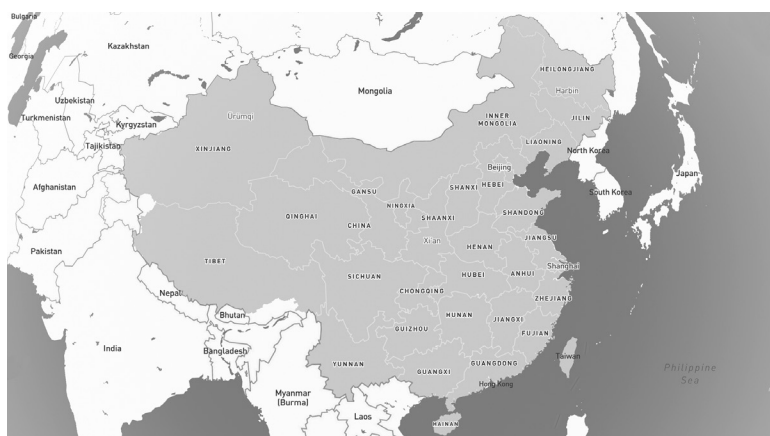 Bulgaria
Georgia
Kazakhstan
HEILONGJIANG
Harbin
Mongolia
Uzbekistan
Urumqi
INNER
MONGOLIA
JILIN
Turkmenistan
Kyrgyzstan
LIAONING
Tajikistan
XINJIANG
North Korea
Beijing
Japan
Afghanistan
GANSU
SHANXI
HEBEI
South Korea
NINGXIA
QINGHAI
SHAANXI
SHANDONG
CHINA
Xi'an
JIANGSU
Pakistan
HENAN
TIBET
Shanghai
SICHUAN
HUBEI
ANHUI
Nepal
CHONGQING
ZHEJIANG
Bhutan
HUNAN
JIANGXI
GUIZHOU
FUJIAN
India
Bangladesh
Taiwan
YUNNAN
GUANGDONG
GUANGXI
Philippine
Sea
Hong Kong
Myanmar
(Burma)
Laos
HAINAN